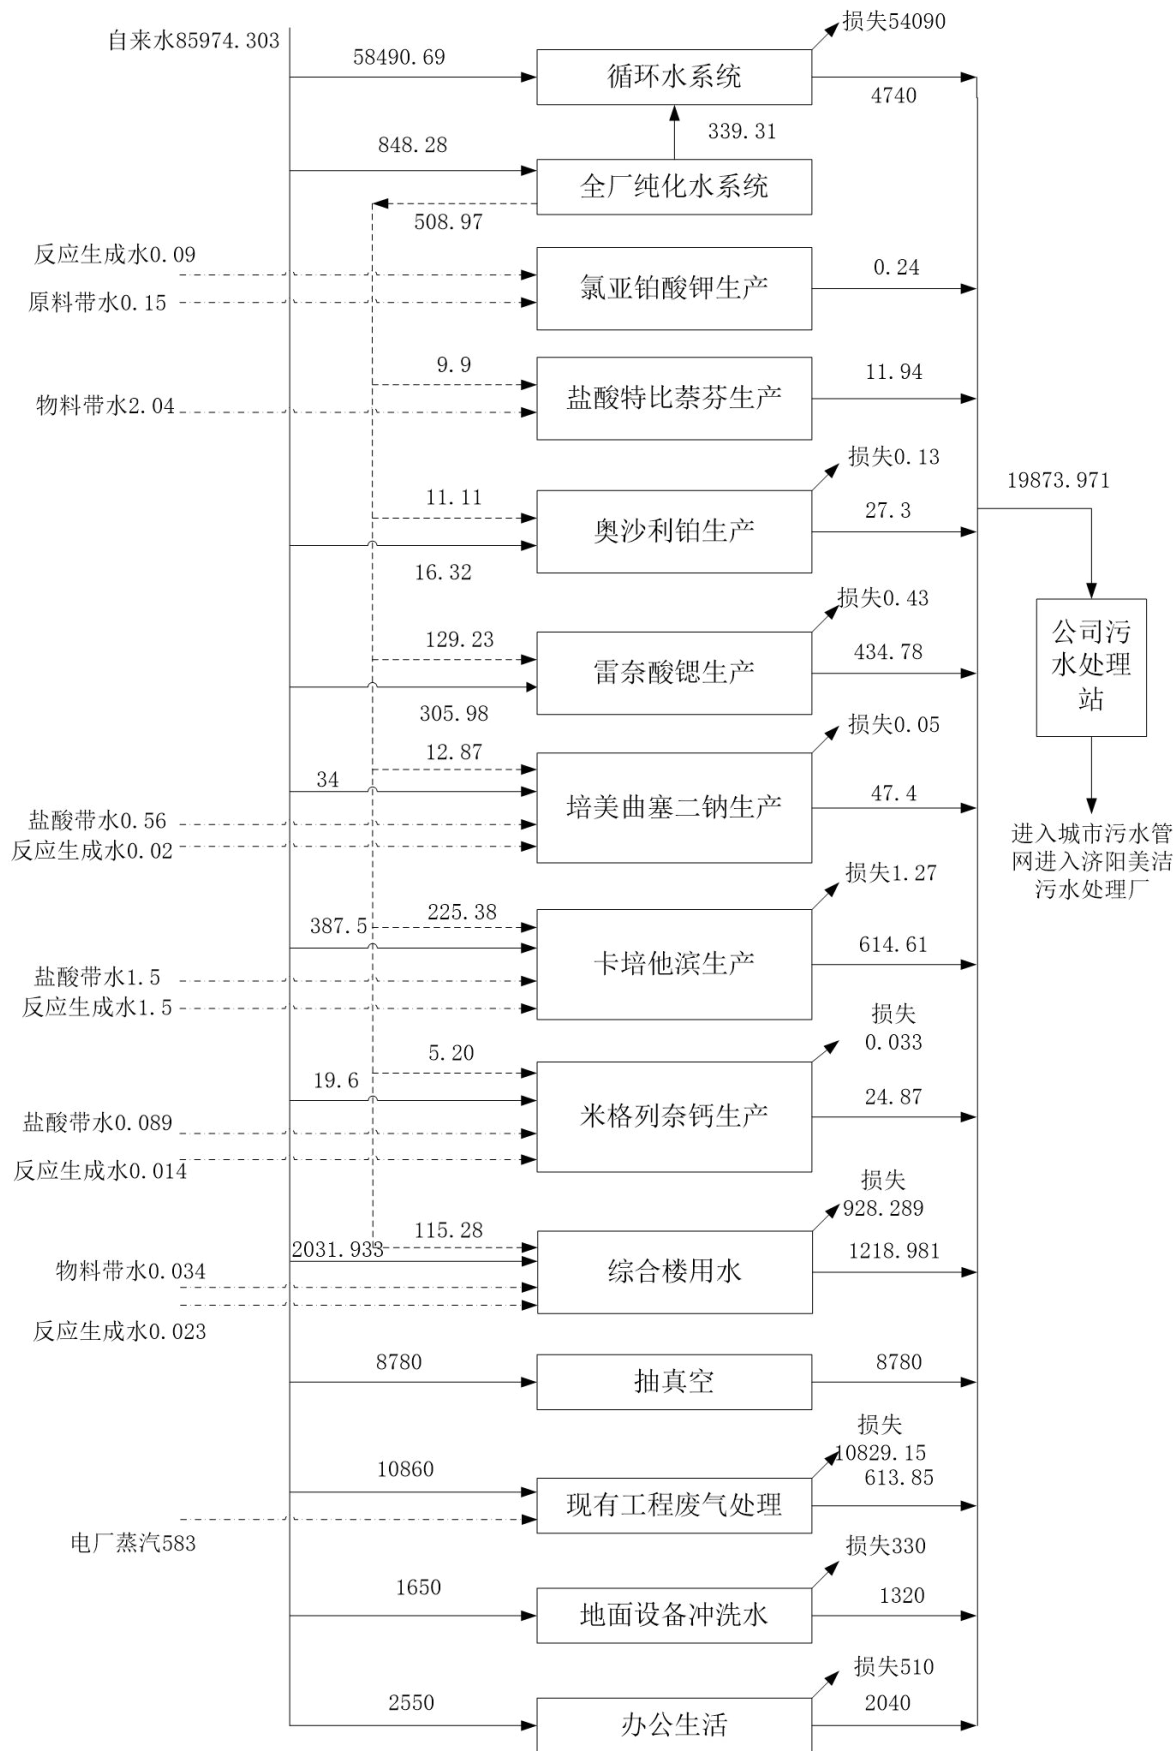 自来水85974.303
58490.69
循环水系统
损失54090
4740
339.31
848.28
全厂纯化水系统
508.97
反应生成水0.09
原料带水0.15
氯亚铂酸钾生产
0.24
9.9
物料带水2.04
盐酸特比萘芬生产
11.94
损失0.13
11.11
奥沙利铂生产
27.3
16.32
19873.971
公司污
水处理
站
进入城市污水管
网进入济阳美洁
污水处理厂
损失0.43
129.23
雷奈酸锶生产
434.78
305.98
损失0.05
12.87
34
培美曲塞二钠生产
47.4
盐酸带水0.56
反应生成水0.02
损失1.27
225.38
387.5
卡培他滨生产
614.61
盐酸带水1.5
反应生成水1.5
损失
0.033
5.20
19.6
米格列奈钙生产
24.87
盐酸带水0.089
反应生成水0.014
损失
928.289
115.28
2031.933
综合楼用水
1218.981
物料带水0.034
反应生成水0.023
8780
抽真空
8780
损失
10829.15
10860
现有工程废气处理
613.85
电厂蒸汽583
损失330
1650
地面设备冲洗水
1320
损失510
2550
办公生活
2040